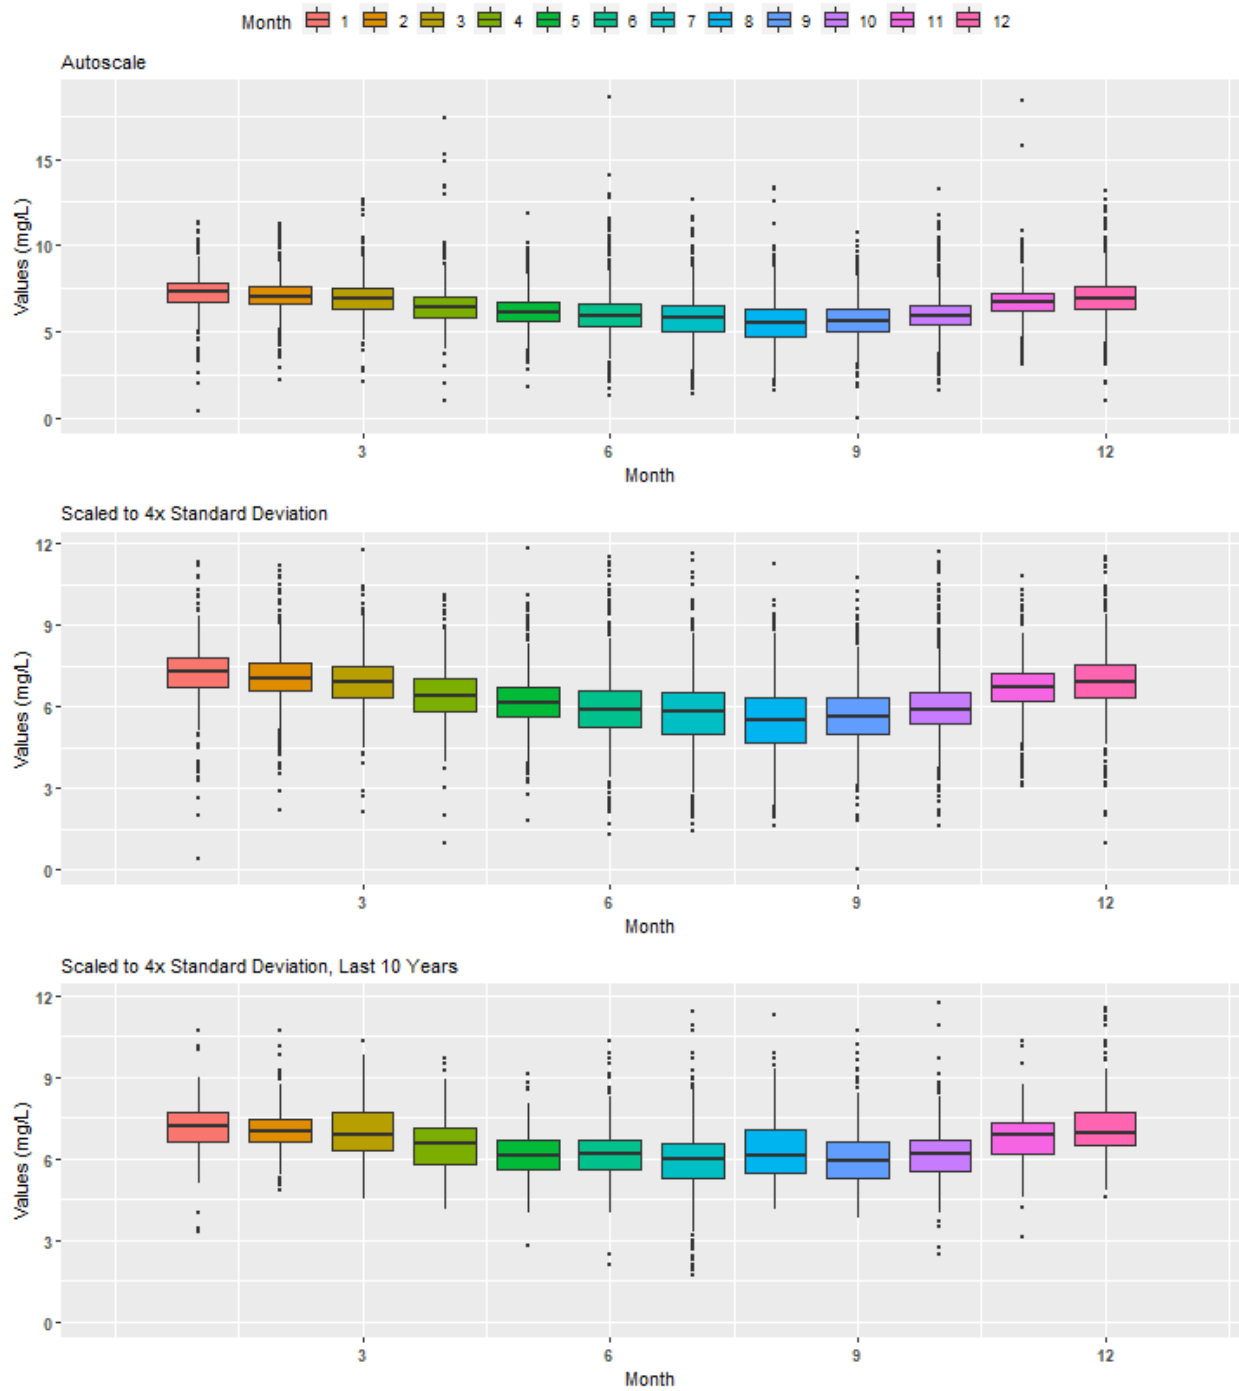 Month 1 2 3 4 5 6 7 8 9 10 11 12
Autoscale
Values (mg/L)
15
10
5
0
3 6 9 12
Month
Scaled to 4x Standard Deviation
Values (mg/L)
12
9
6
3
0
3 6 9 12
Month
Scaled to 4x Standard Deviation, Last 10 Years
Values (mg/L)
12
9
6
3
0
3 6 9 12
Month